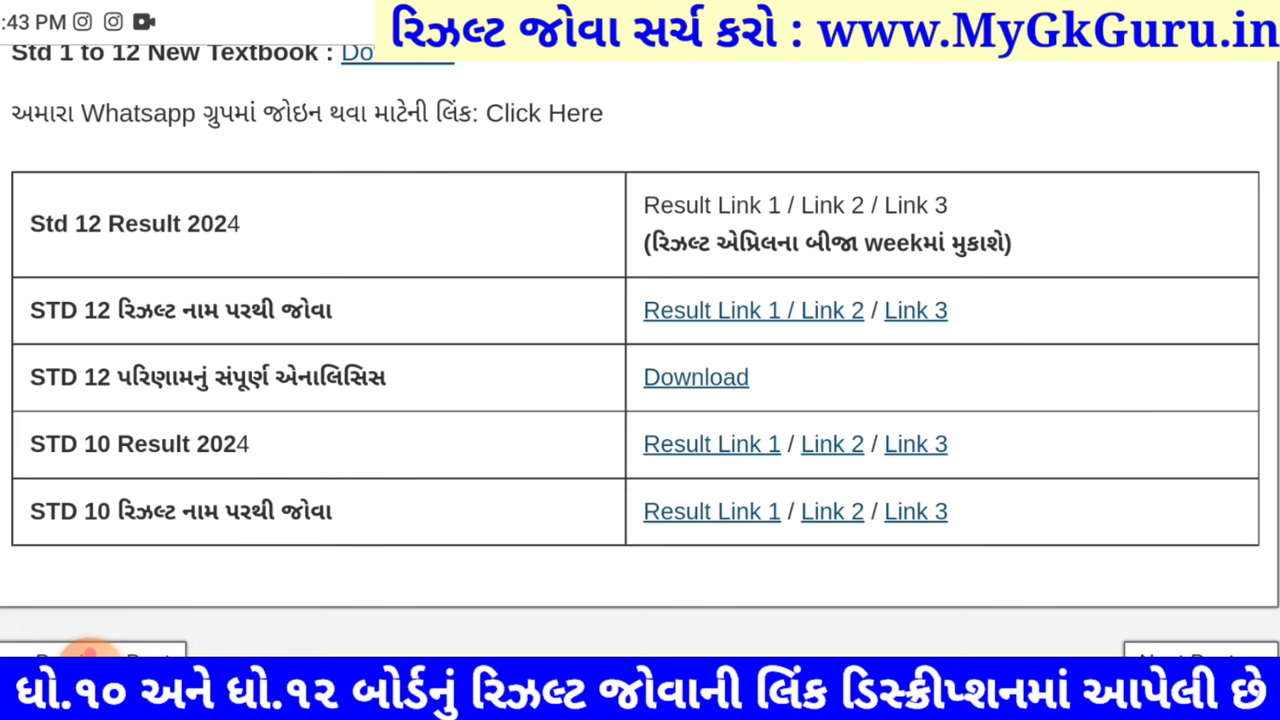 :43 PM
રિઝલ્ટ જોવા સર્ચ કરો : www.MyGkGuru.in
Std 1 to 12 New Textbook :
અમારા Whatsapp ગ્રુપમાં જોઇન થવા માટેની લિંક: Click Here
Std 12 Result 2024
Result Link 1 / Link 2 / Link 3
(રિઝલ્ટ એપ્રિલના બીજા weekમાં મુકાશે)
STD 12 રિઝલ્ટ નામ પરથી જોવા
Result Link 1 / Link 2 / Link 3
STD 12 પરિણામનું સંપૂર્ણ એનાલિસિસ
Download
STD 10 Result 2024
Result Link 1 / Link 2 / Link 3
STD 10 રિઝલ્ટ નામ પરથી જોવા
Result Link 1 / Link 2 / Link 3
ધો.૧૦ અને ધો.૧૨ બોર્ડનું રિઝલ્ટ જોવાની લિંક ડિસ્ક્રીપ્શનમાં આપેલી છે